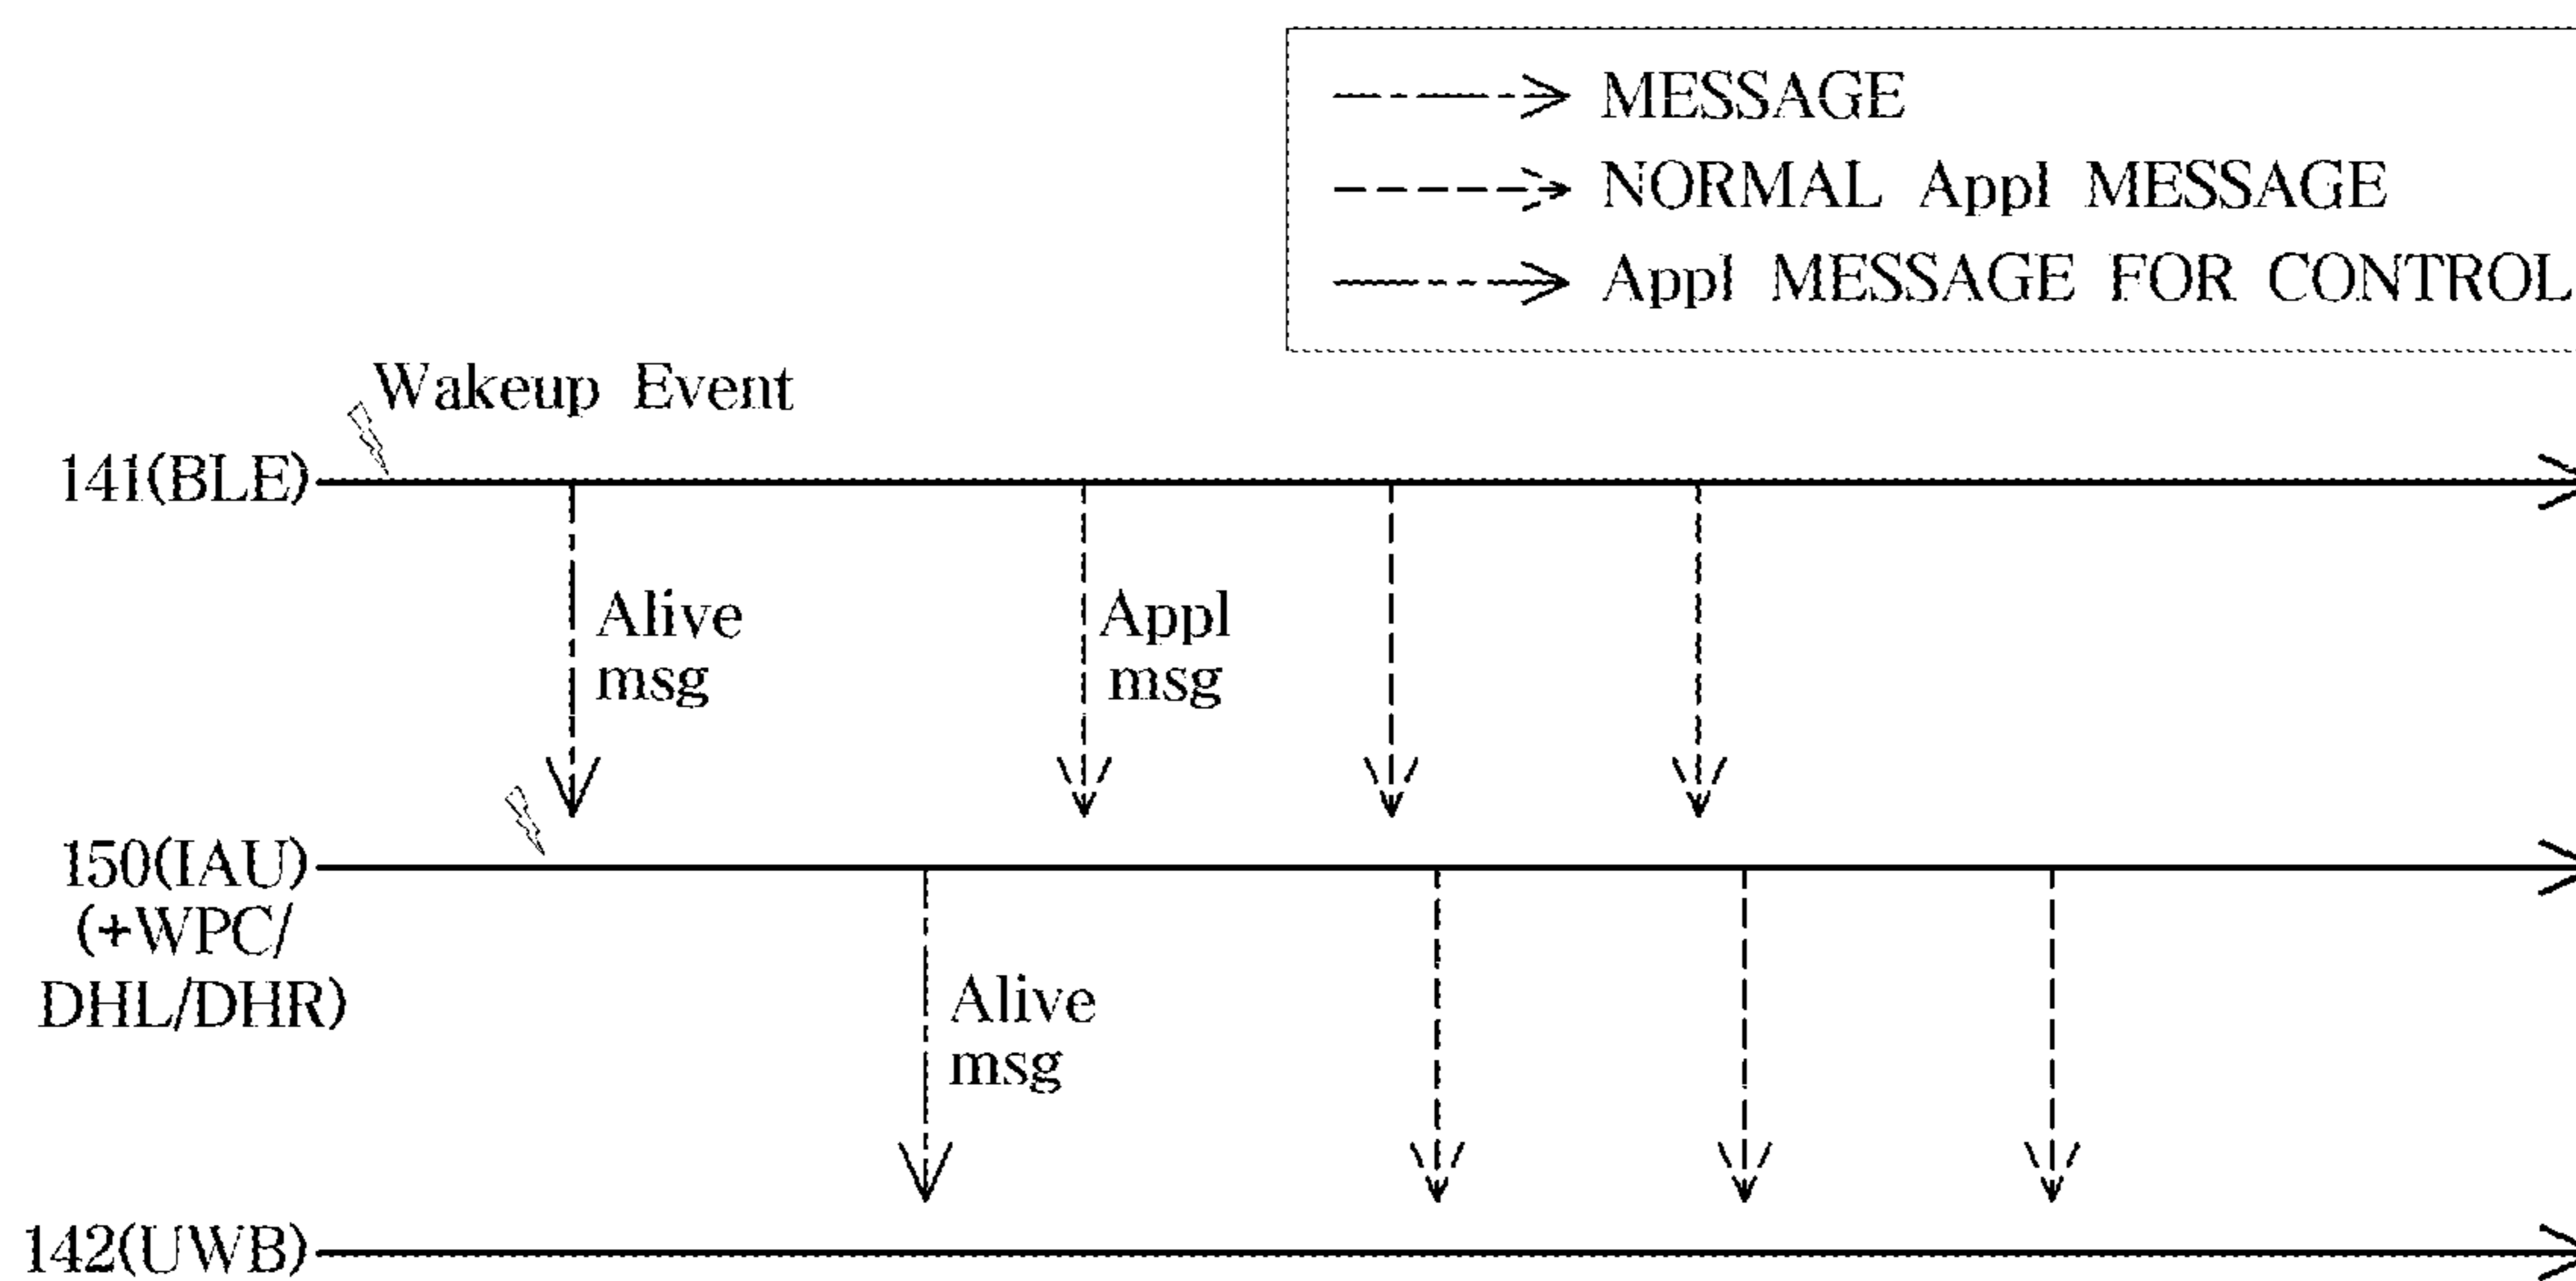 MESSAGE
NORMAL Appl MESSAGE
Appl MESSAGE FOR CONTROL
Wakeup Event
141(BLE)
Alive
msg
Appl
msg
150(IAU)
(+WPC/
DHL/DHR)
Alive
msg
142(UWB)